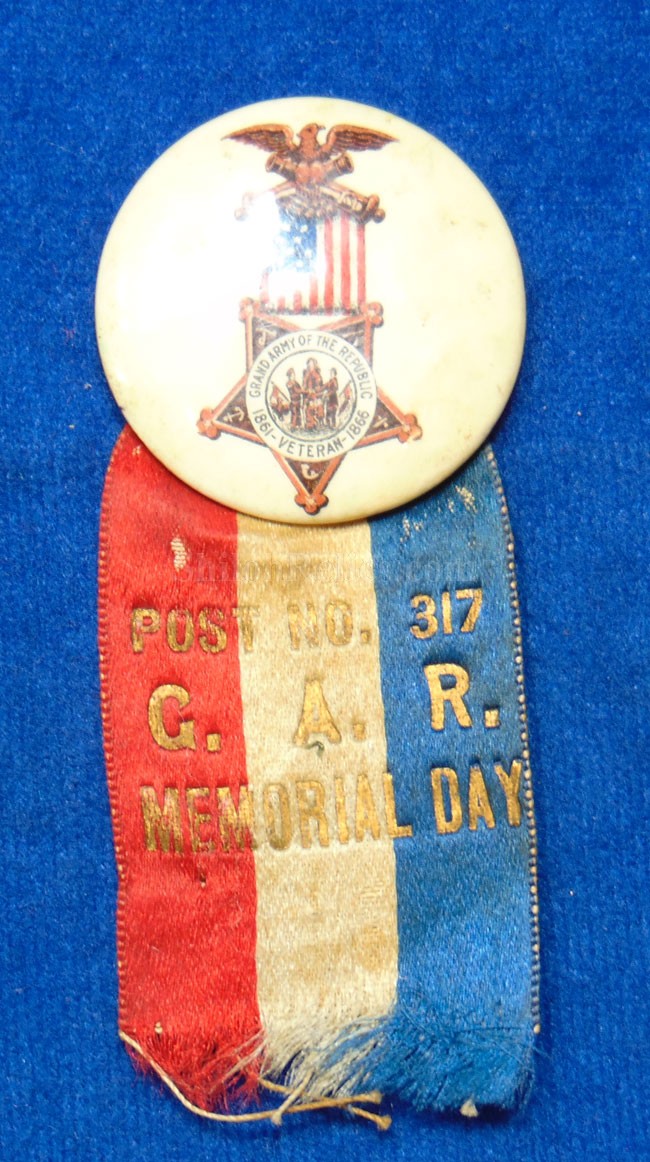 GRAND ARMY OF THE REPUBLIC
1861-VETERAN-1866
POST NO. 317
G. A. R.
MEMORIAL DAY